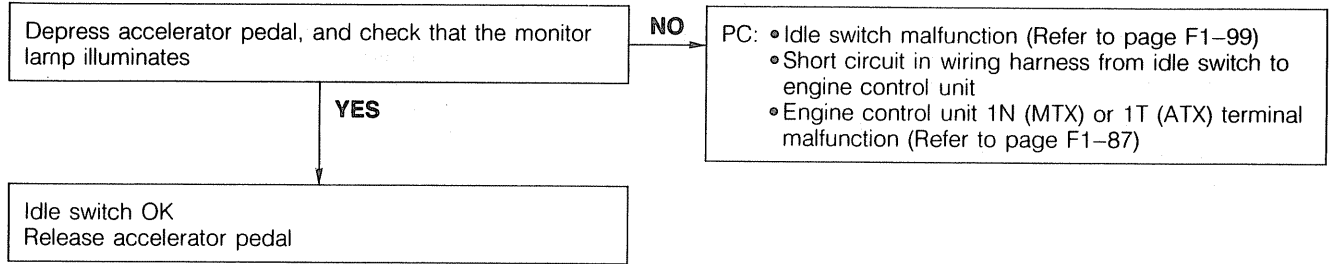 Depress accelerator pedal, and check that the monitor
lamp illuminates
NO
PC: • Idle switch malfunction (Refer to page F1–99)
• Short circuit in wiring harness from idle switch to
engine control unit
• Engine control unit 1N (MTX) or 1T (ATX) terminal
malfunction (Refer to page F1–87)
YES
Idle switch OK
Release accelerator pedal